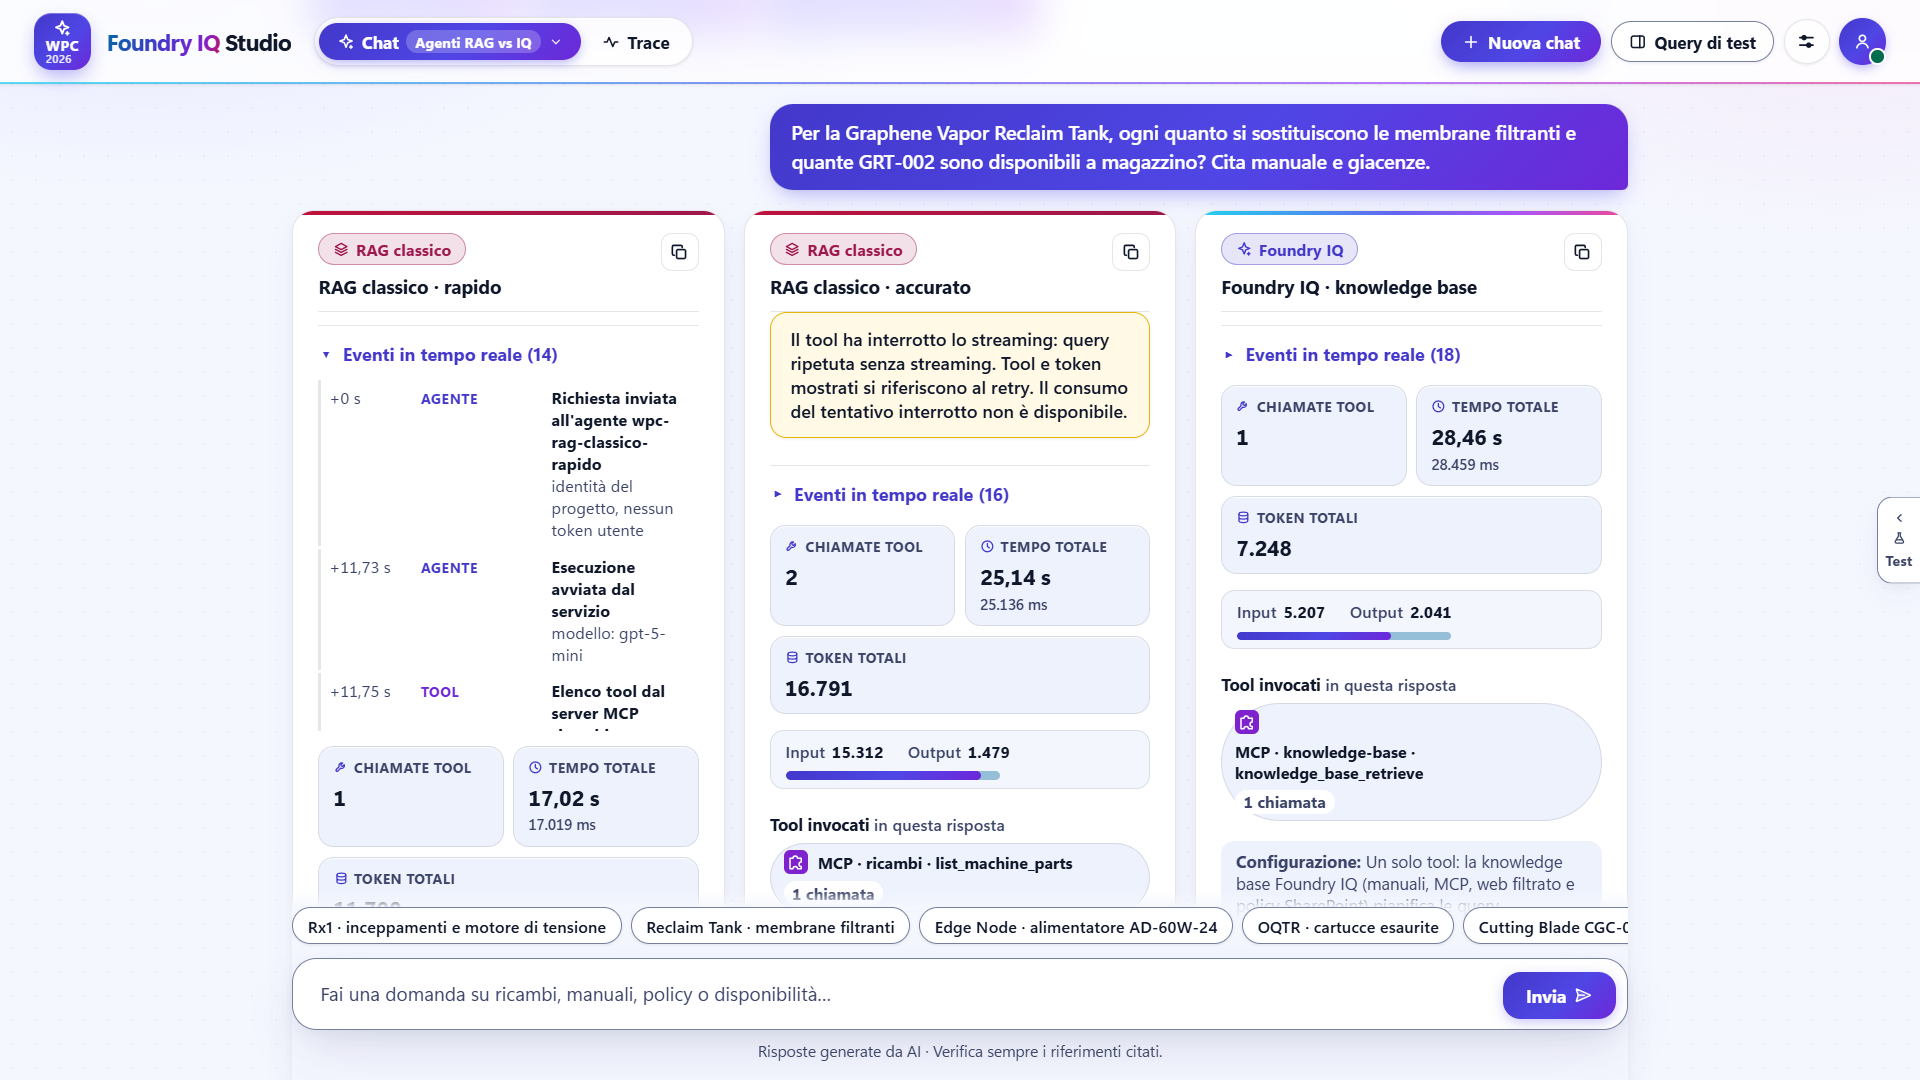 WPC
2026
Foundry IQ Studio
Chat
Agenti RAG vs IQ
Trace
Nuova chat
Query di test
Per la Graphene Vapor Reclaim Tank, ogni quanto si sostituiscono le membrane filtranti e
quante GRT-002 sono disponibili a magazzino? Cita manuale e giacenze.
RAG classico
RAG classico · rapido
Eventi in tempo reale (14)
+0 s
AGENTE
Richiesta inviata
all'agente wpc-
rag-classico-
rapido
identità del
progetto, nessun
token utente
+11,73 s
AGENTE
Esecuzione
avviata dal
servizio
modello: gpt-5-
mini
+11,75 s
TOOL
Elenco tool dal
server MCP
CHIAMATE TOOL
1
TEMPO TOTALE
17,02 s
17.019 ms
TOKEN TOTALI
RAG classico
RAG classico · accurato
Il tool ha interrotto lo streaming: query
ripetuta senza streaming. Tool e token
mostrati si riferiscono al retry. Il consumo
del tentativo interrotto non è disponibile.
Eventi in tempo reale (16)
CHIAMATE TOOL
2
TEMPO TOTALE
25,14 s
25.136 ms
TOKEN TOTALI
16.791
Input 15.312 Output 1.479
Tool invocati in questa risposta
MCP · ricambi · list_machine_parts
1 chiamata
Foundry IQ
Foundry IQ · knowledge base
Eventi in tempo reale (18)
CHIAMATE TOOL
1
TEMPO TOTALE
28,46 s
28.459 ms
TOKEN TOTALI
7.248
Input 5.207 Output 2.041
Tool invocati in questa risposta
MCP · knowledge-base ·
knowledge_base_retrieve
1 chiamata
Configurazione: Un solo tool: la knowledge
base Foundry IQ (manuali, MCP, web filtrato e
policy SharePoint) pianifica le query
Test
Rx1 · inceppamenti e motore di tensione
Reclaim Tank · membrane filtranti
Edge Node · alimentatore AD-60W-24
OQTR · cartucce esaurite
Cutting Blade CGC-0
Fai una domanda su ricambi, manuali, policy o disponibilità...
Invia
Risposte generate da AI · Verifica sempre i riferimenti citati.